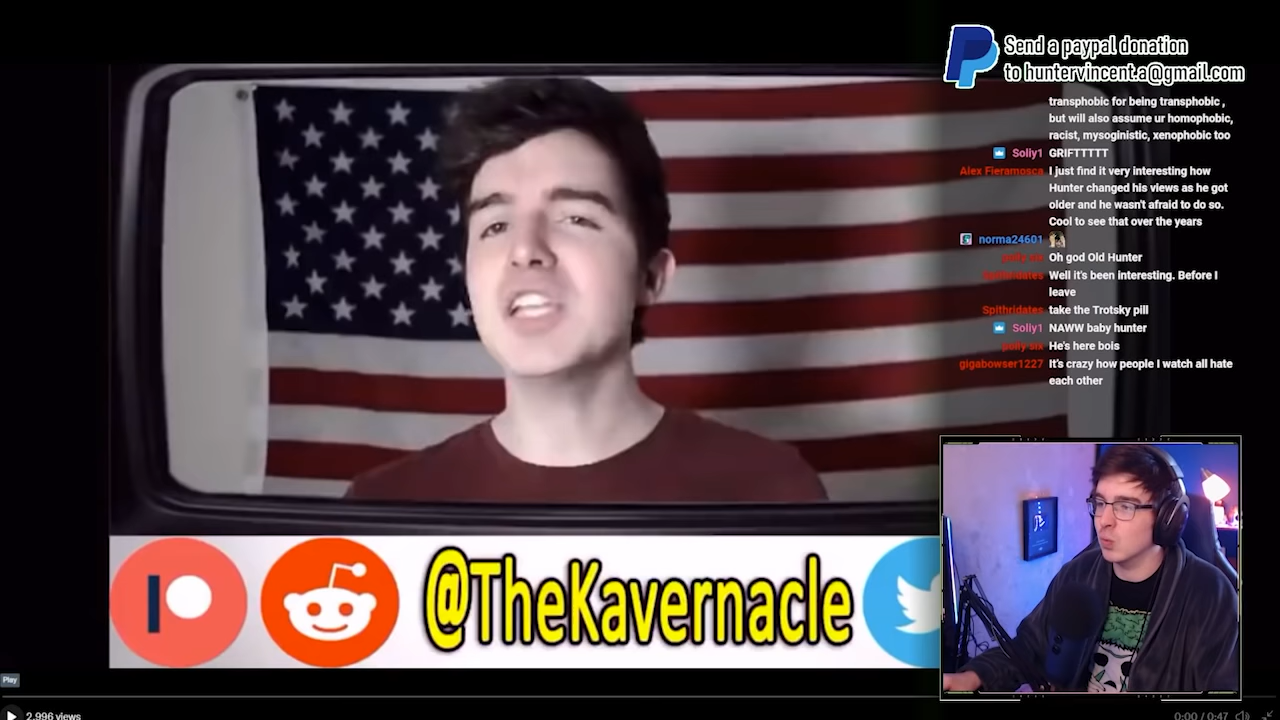 Send a paypal donation
to huntervincent.a@gmail.com
transphobic for being transphobic ,
but will also assume ur homophobic,
racist, mysoginistic, xenophobic too
Soliy1 GRIFTTTTT
Alex Fieramosca I just find it very interesting how
Hunter changed his views as he got
older and he wasn't afraid to do so.
Cool to see that over the years
norma24601
polly six Oh god Old Hunter
Spithridates Well it's been interesting. Before I
leave
Spithridates take the Trotsky pill
Soliy1 NAWW baby hunter
polly six He's here bois
gigabowser1227 It's crazy how people I watch all hate
each other
@TheKavernacle
Play
2,996 views
0:00 / 0:47